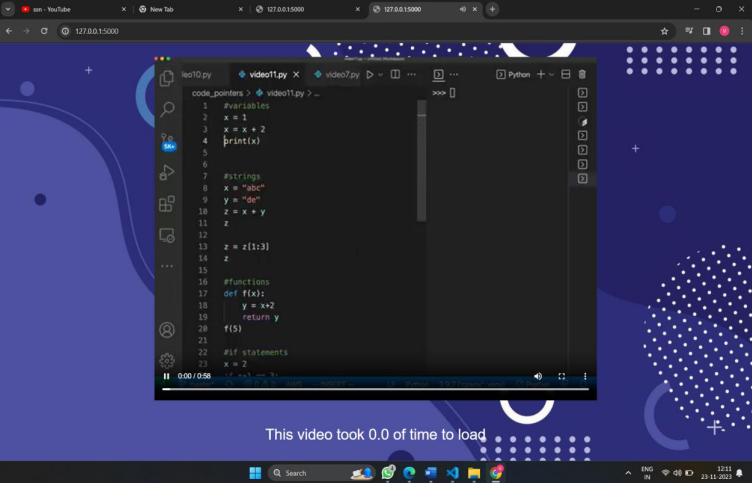 ssn - YouTube
New Tab
127.0.0.1:5000
127.0.0.1:5000
127.0.0.1:5000
leo10.py
video11.py
video7.py
Python
code_pointers > video11.py > ...
>>>
1 #variables
2 x = 1
3 x = x + 2
4 print(x)
5
6
7 #strings
8 x = "abc"
9 y = "de"
10 z = x + y
11 z
12
13 z = z[1:3]
14 z
15
16 #functions
17 def f(x):
18 y = x+2
19 return y
20 f(5)
21
22 #if statements
23 x = 2
5K+
0:00 / 0:58
This video took 0.0 of time to load
Search
ENG
IN
12:11
23-11-2023